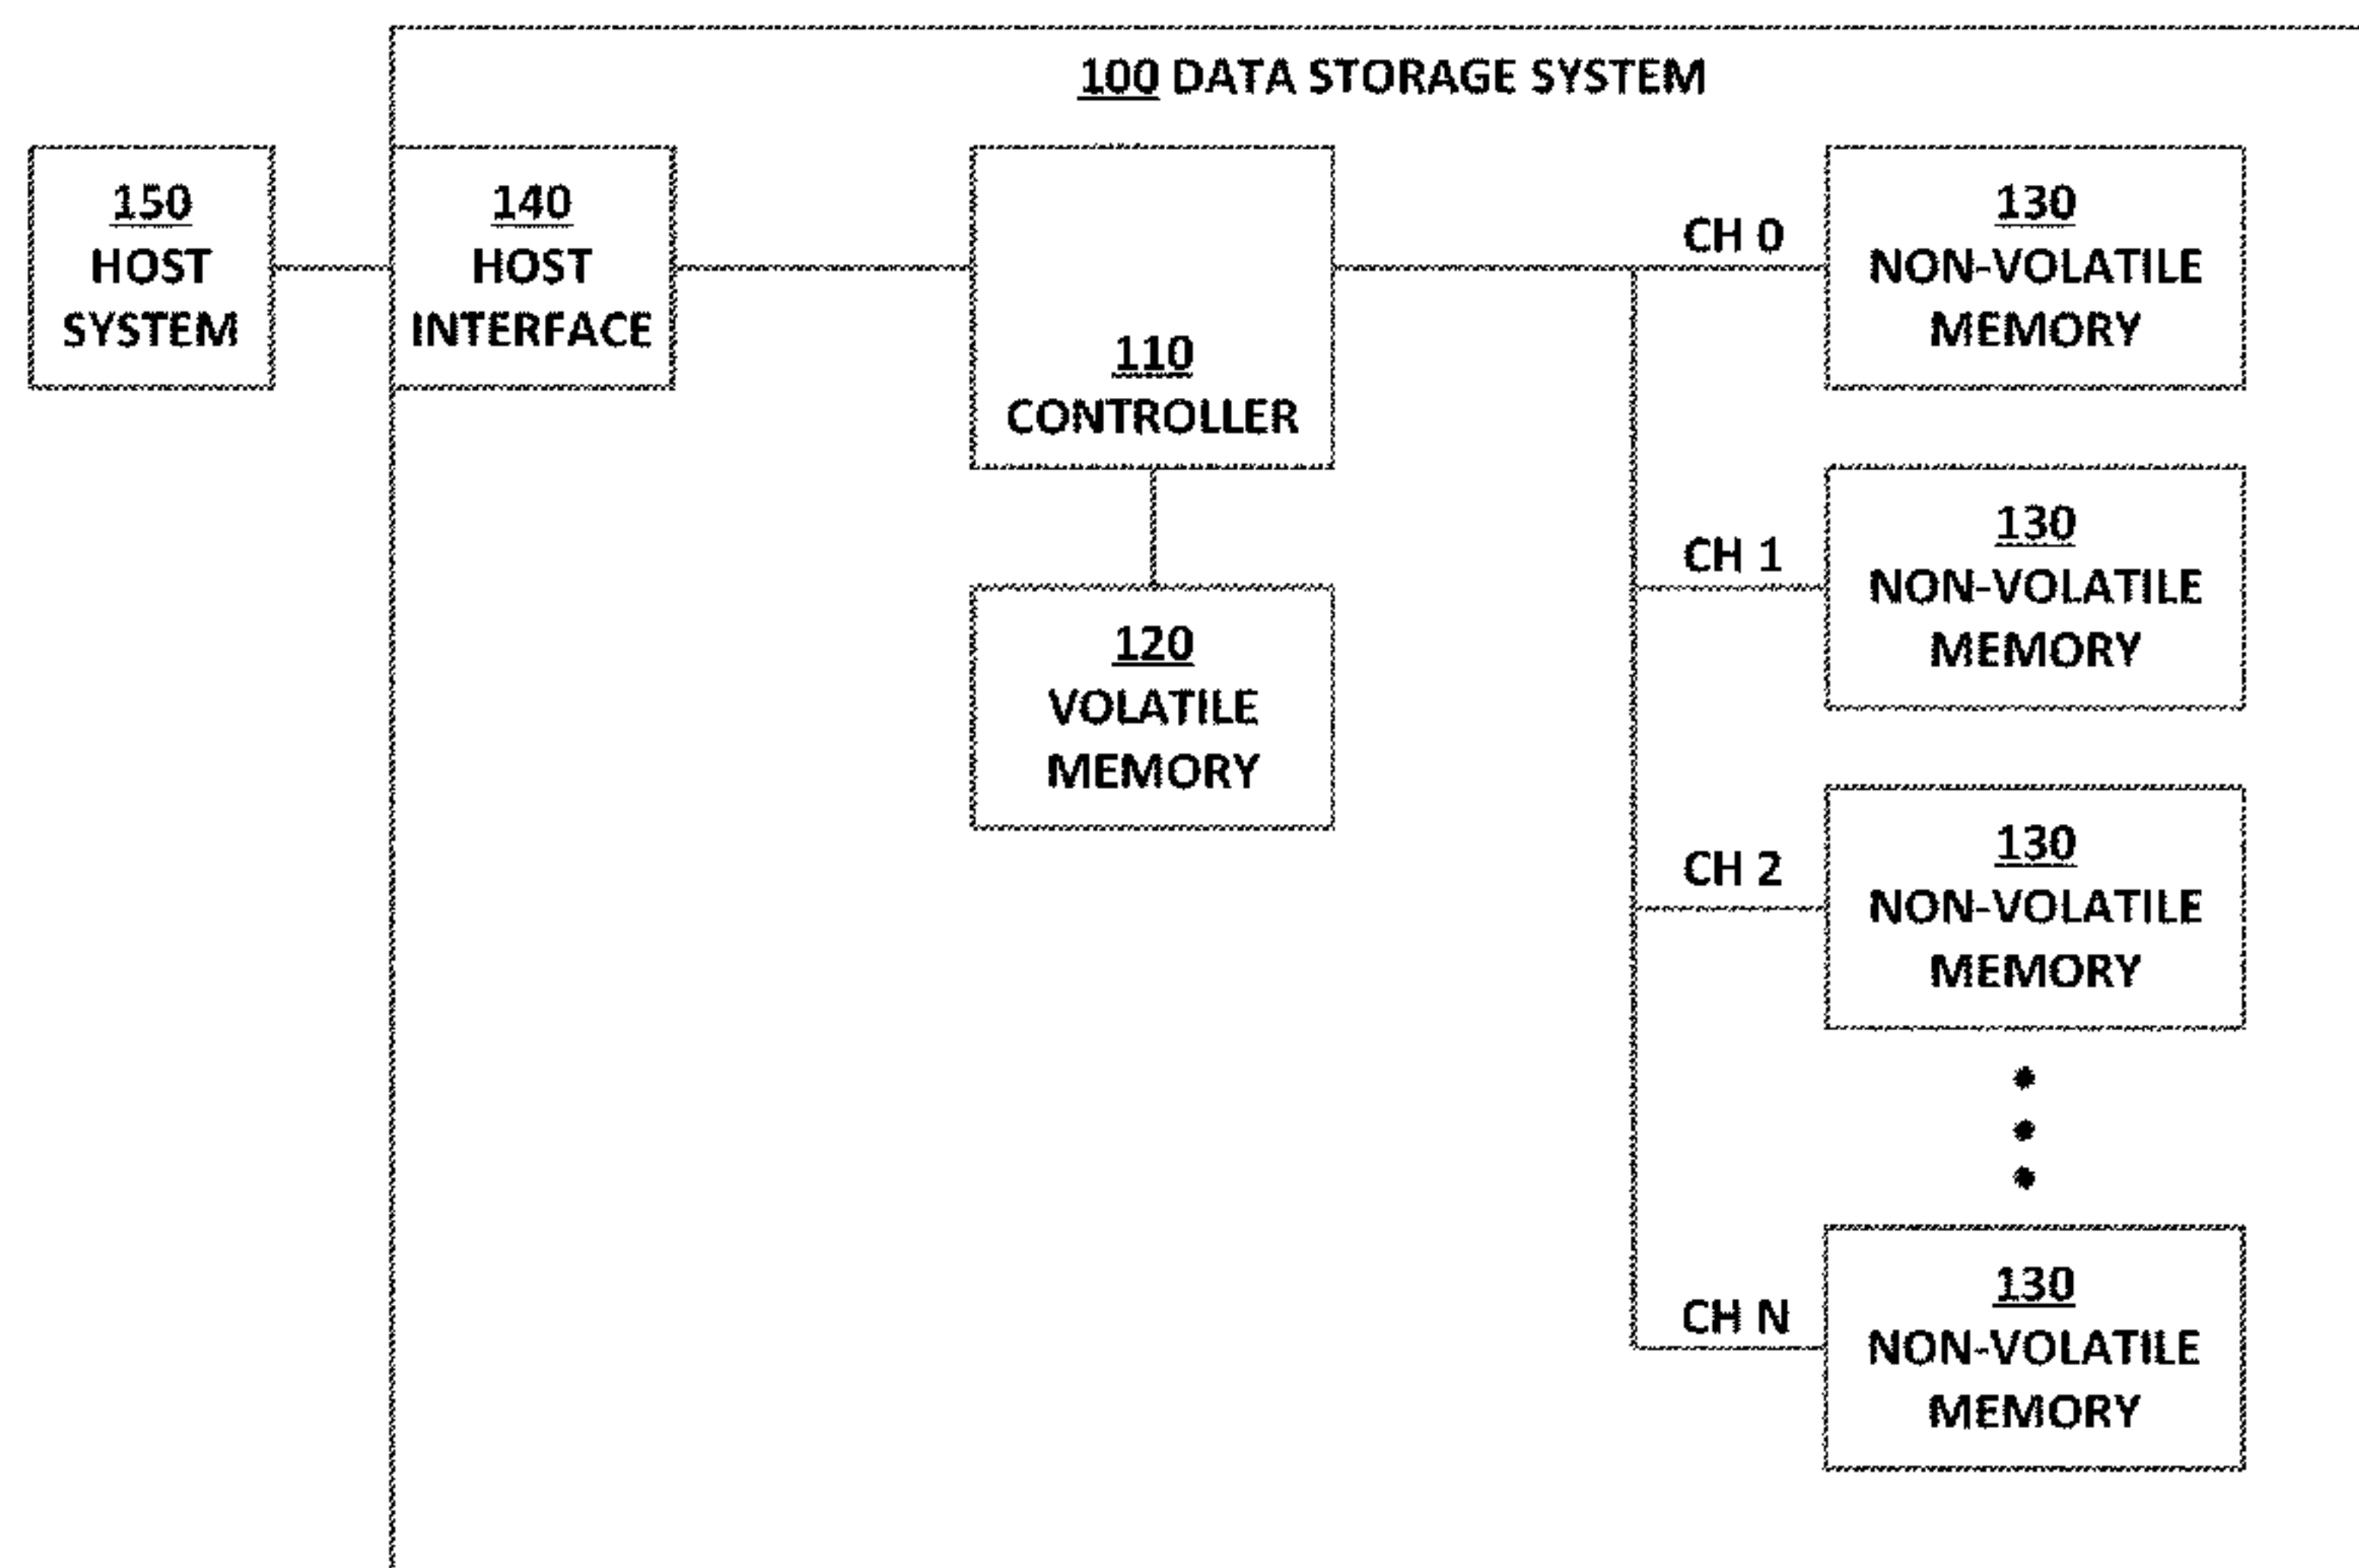 100 DATA STORAGE SYSTEM
150
HOST
SYSTEM
140
HOST
INTERFACE
110
CONTROLLER
120
VOLATILE
MEMORY
CH 0
130
NON-VOLATILE
MEMORY
CH 1
130
NON-VOLATILE
MEMORY
CH 2
130
NON-VOLATILE
MEMORY
CH N
130
NON-VOLATILE
MEMORY